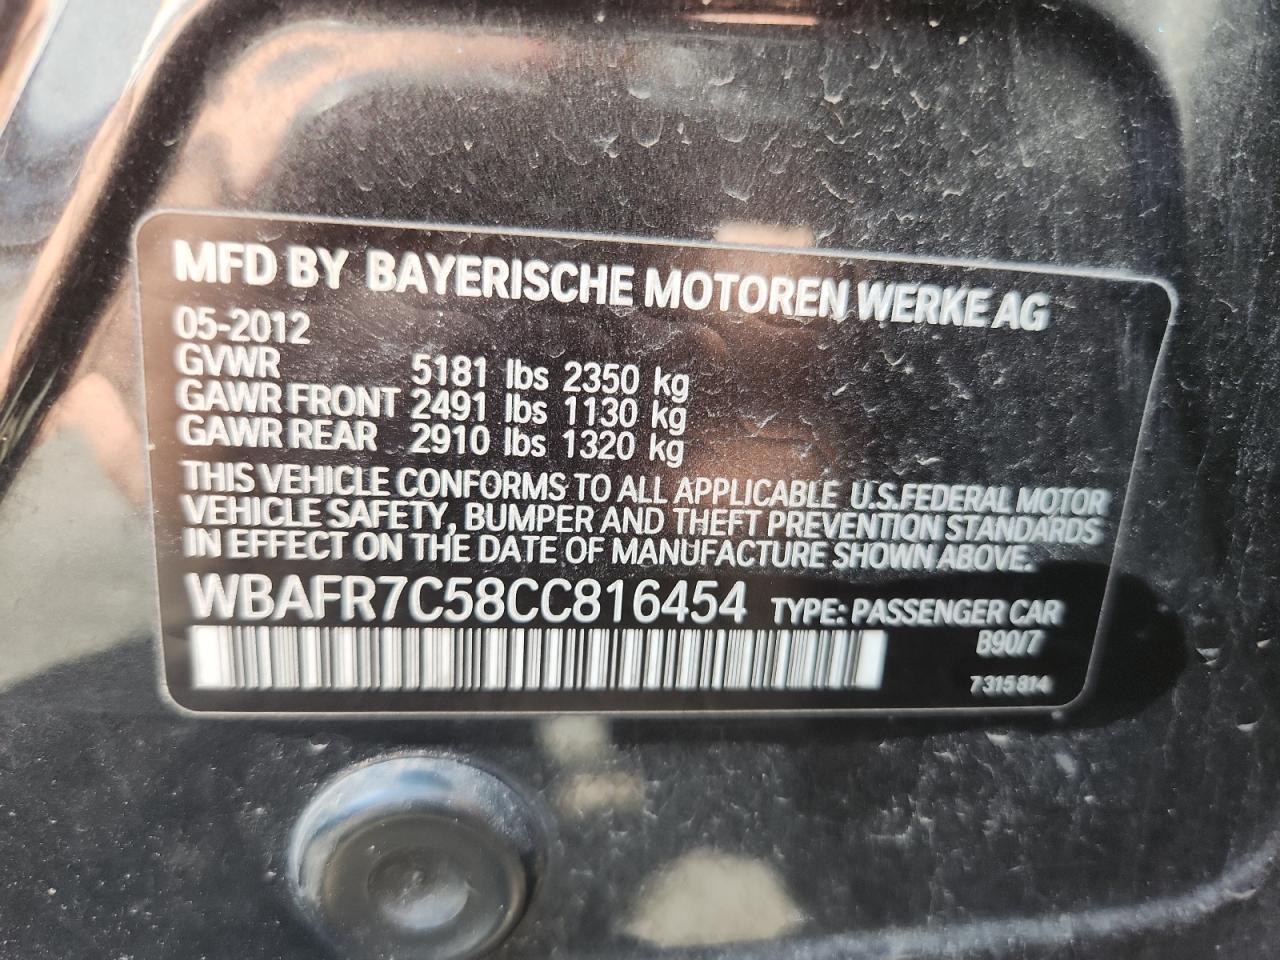 MFD BY BAYERISCHE MOTOREN WERKE AG
05-2012
GVWR 5181 lbs 2350 kg
GAWR FRONT 2491 lbs 1130 kg
GAWR REAR 2910 lbs 1320 kg
THIS VEHICLE CONFORMS TO ALL APPLICABLE U.S. FEDERAL MOTOR
VEHICLE SAFETY, BUMPER AND THEFT PREVENTION STANDARDS
IN EFFECT ON THE DATE OF MANUFACTURE SHOWN ABOVE.
WBAFR7C58CC816454 TYPE: PASSENGER CAR
B90/7
7 315 814